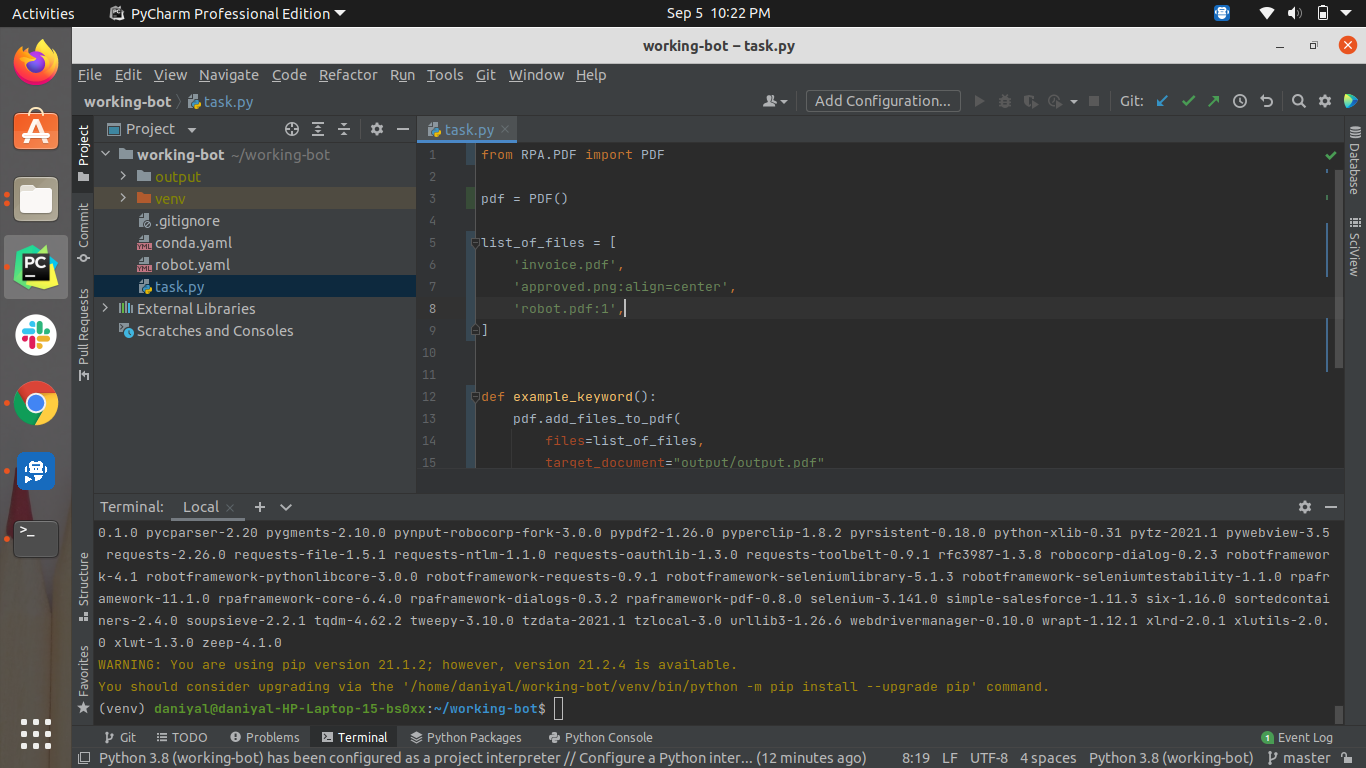 Activities PyCharm Professional Edition Sep 5 10:22 PM
working-bot – task.py
File Edit View Navigate Code Refactor Run Tools Git Window Help
working-bot task.py Add Configuration... Git:
Project
task.py
Project
Commit
Pull Requests
Structure
Favorites
working-bot ~/working-bot
output
venv
.gitignore
conda.yaml
robot.yaml
task.py
External Libraries
Scratches and Consoles
1 from RPA.PDF import PDF
2
3 pdf = PDF()
4
5 list_of_files = [
6 'invoice.pdf',
7 'approved.png:align=center',
8 'robot.pdf:1',
9 ]
10
11
12 def example_keyword():
13 pdf.add_files_to_pdf(
14 files=list_of_files,
15 target_document="output/output.pdf"
Database
SciView
Terminal: Local
0.1.0 pycparser-2.20 pygments-2.10.0 pynput-robocorp-fork-3.0.0 pypdf2-1.26.0 pyperclip-1.8.2 pyrsistent-0.18.0 python-xlib-0.31 pytz-2021.1 pywebview-3.5
requests-2.26.0 requests-file-1.5.1 requests-ntlm-1.1.0 requests-oauthlib-1.3.0 requests-toolbelt-0.9.1 rfc3987-1.3.8 robocorp-dialog-0.2.3 robotframewor
k-4.1 robotframework-pythonlibcore-3.0.0 robotframework-requests-0.9.1 robotframework-seleniumlibrary-5.1.3 robotframework-seleniumtestability-1.1.0 rpafr
amework-11.1.0 rpaframework-core-6.4.0 rpaframework-dialogs-0.3.2 rpaframework-pdf-0.8.0 selenium-3.141.0 simple-salesforce-1.11.3 six-1.16.0 sortedcontai
ners-2.4.0 soupsieve-2.2.1 tqdm-4.62.2 tweepy-3.10.0 tzdata-2021.1 tzlocal-3.0 urllib3-1.26.6 webdrivermanager-0.10.0 wrapt-1.12.1 xlrd-2.0.1 xlutils-2.0.
0 xlwt-1.3.0 zeep-4.1.0
WARNING: You are using pip version 21.1.2; however, version 21.2.4 is available.
You should consider upgrading via the '/home/daniyal/working-bot/venv/bin/python -m pip install --upgrade pip' command.
(venv) daniyal@daniyal-HP-Laptop-15-bs0xx:~/working-bot$
Git TODO Problems Terminal Python Packages Python Console 1 Event Log
Python 3.8 (working-bot) has been configured as a project interpreter // Configure a Python inter... (12 minutes ago) 8:19 LF UTF-8 4 spaces Python 3.8 (working-bot) master